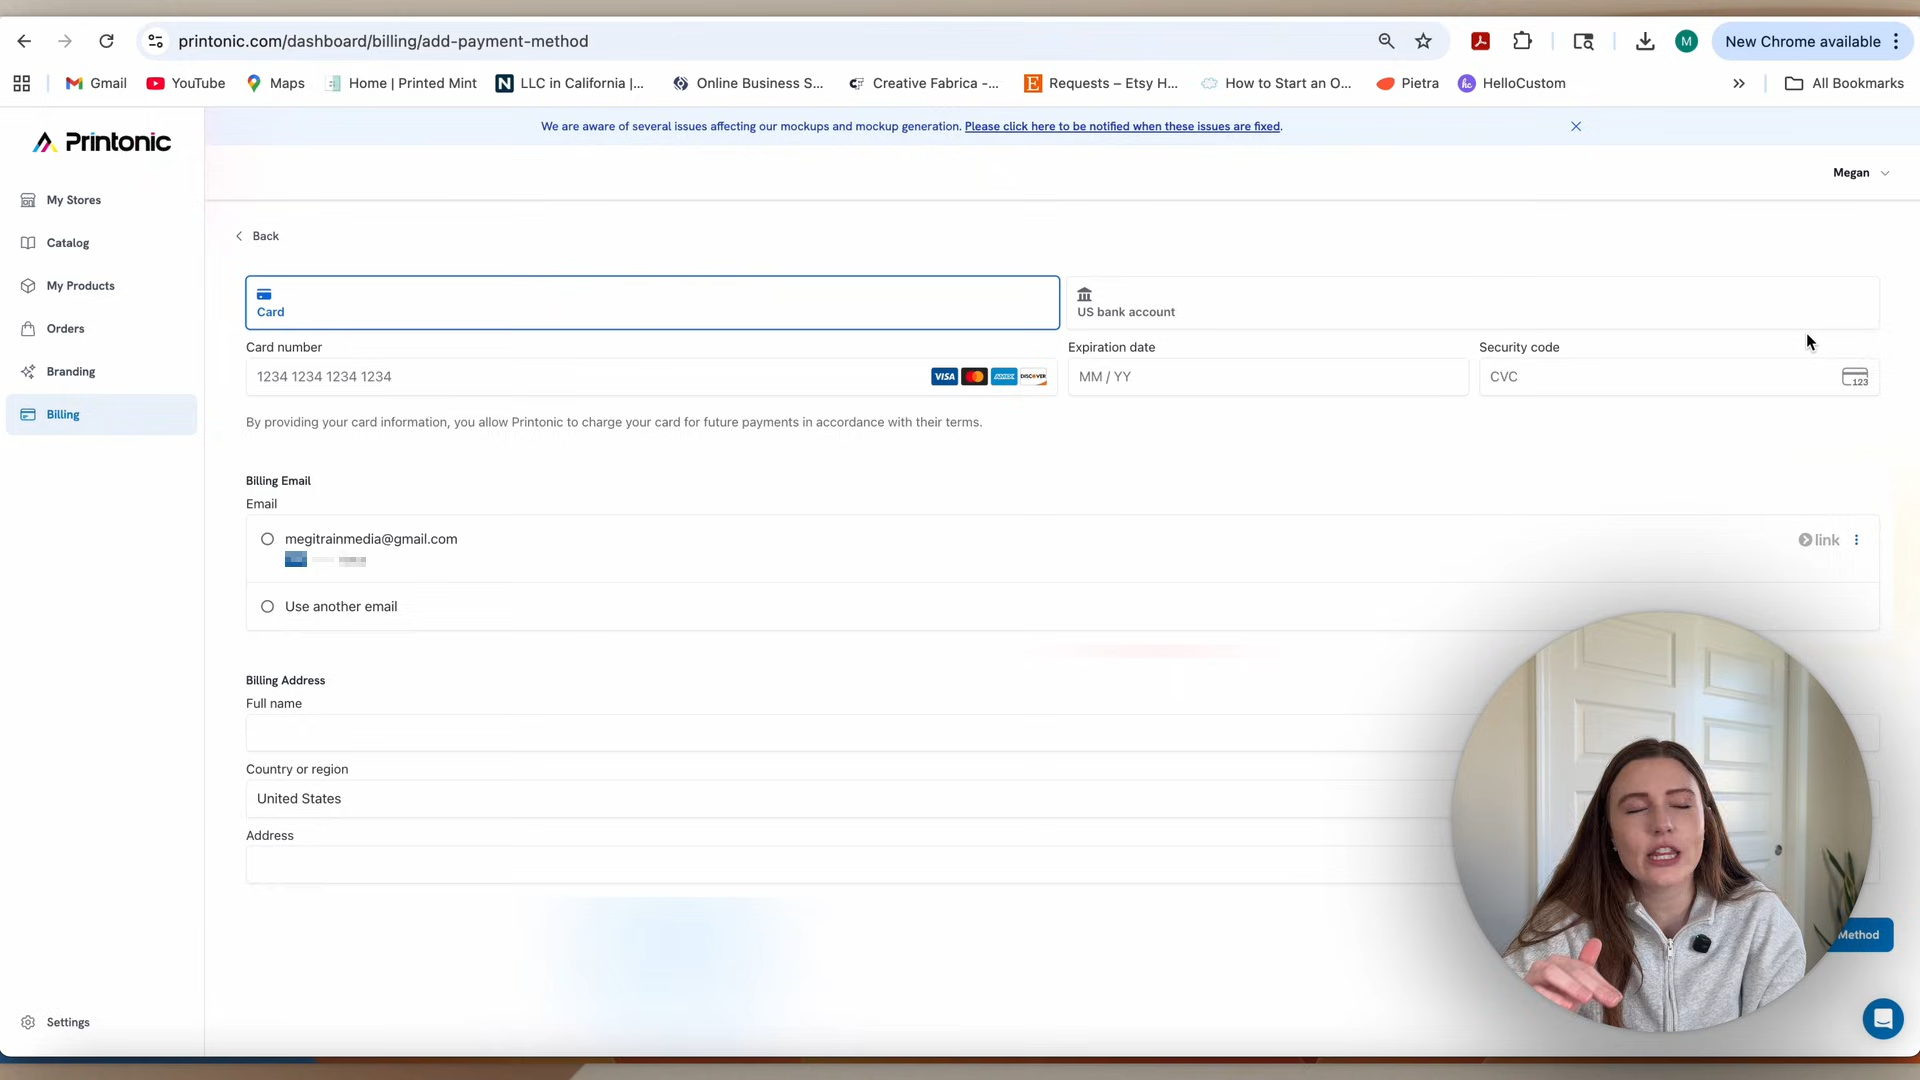 printonic.com/dashboard/billing/add-payment-method
New Chrome available
M
Gmail
YouTube
Maps
Home | Printed Mint
LLC in California |...
Online Business S...
Creative Fabrica -...
Requests – Etsy H...
How to Start an O...
Pietra
HelloCustom
All Bookmarks
Printonic
We are aware of several issues affecting our mockups and mockup generation. Please click here to be notified when these issues are fixed.
Megan
My Stores
Catalog
My Products
Orders
Branding
Billing
Settings
Back
Card
US bank account
Card number
Expiration date
Security code
1234 1234 1234 1234
VISA
AMEX
DISCOVER
MM / YY
CVC
123
By providing your card information, you allow Printonic to charge your card for future payments in accordance with their terms.
Billing Email
Email
megitrainmedia@gmail.com
link
Use another email
Billing Address
Full name
Country or region
United States
Address
Method